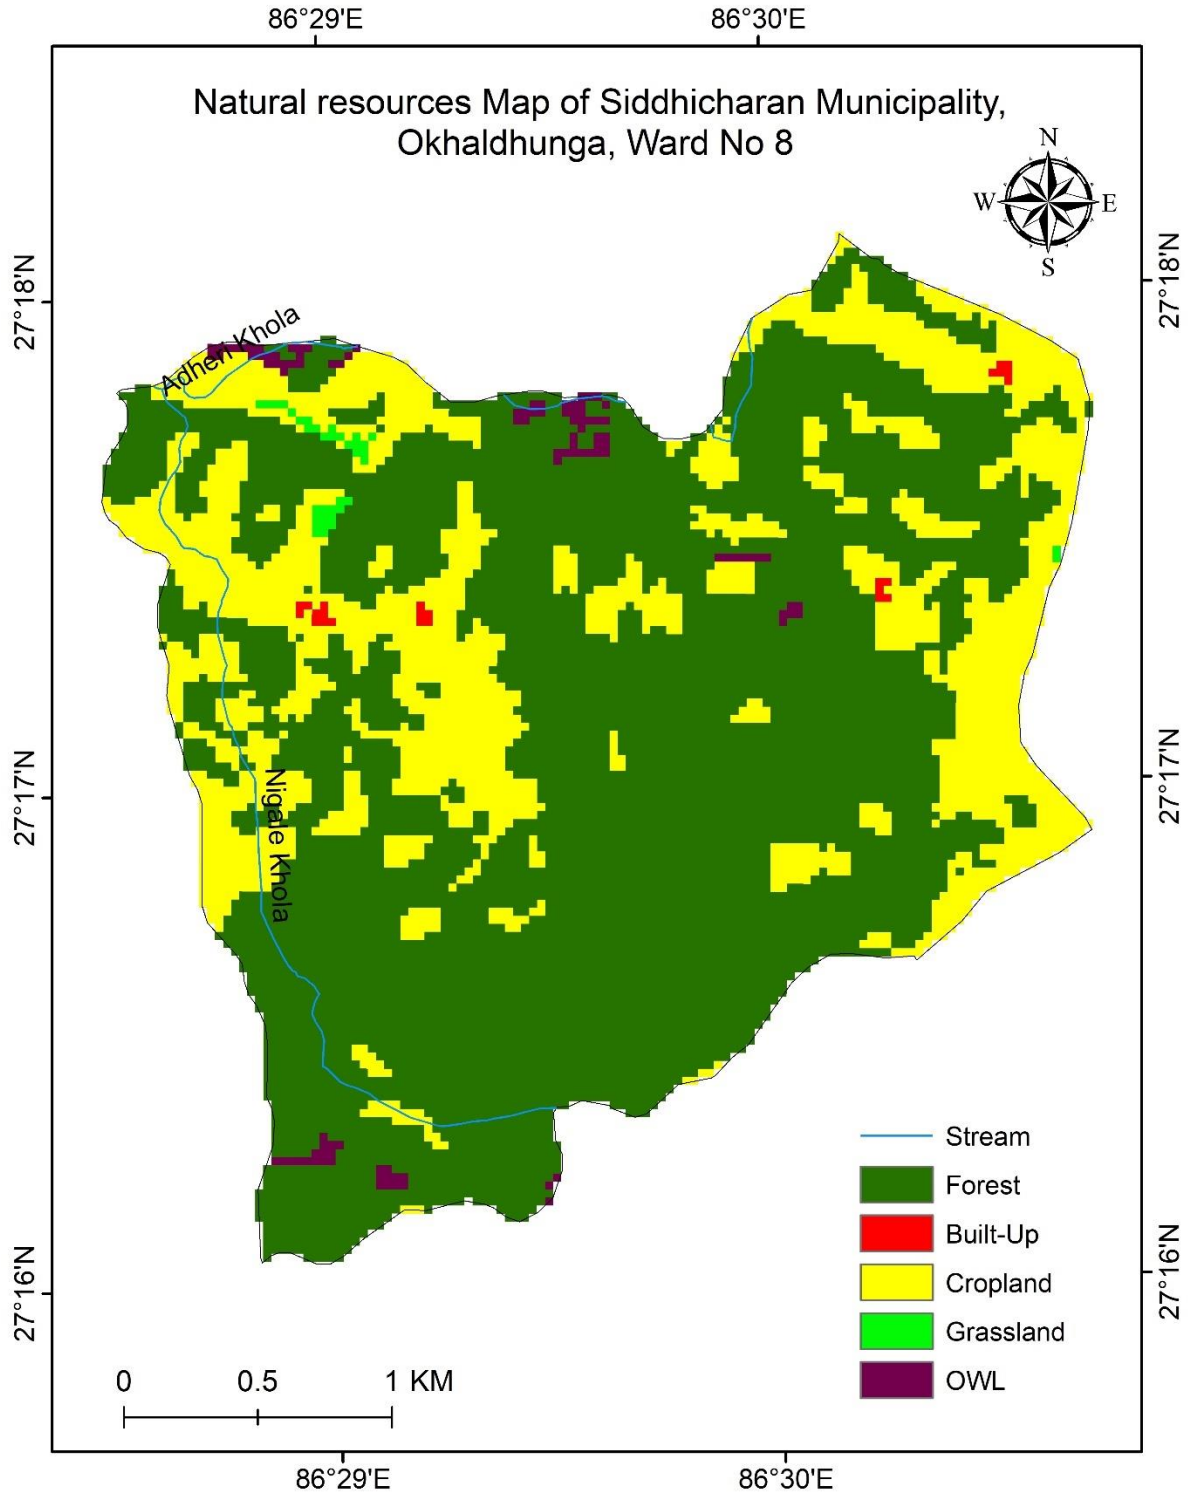 86°29'E
86°30'E
Natural resources Map of Siddhicharan Municipality,
Okhaldhunga, Ward No 8
N
W
E
S
27°18'N
27°18'N
Adheri Khola
27°17'N
27°17'N
Nigale Khola
Stream
Forest
Built-Up
Cropland
Grassland
OWL
27°16'N
27°16'N
0 0.5 1 KM
86°29'E
86°30'E